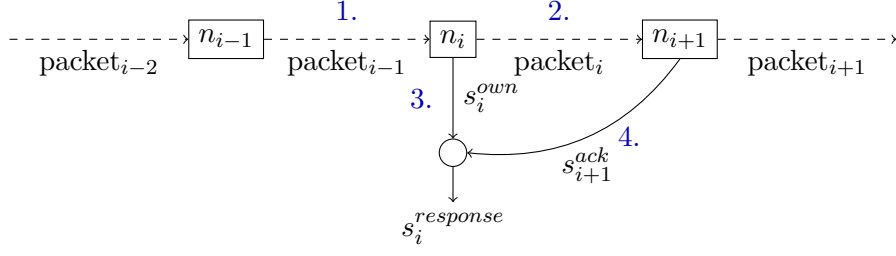 1. 2.
n_{i−1} n_i n_{i+1}
packet_{i−2} packet_{i−1} packet_i packet_{i+1}
3. s_i^{own}
4.
s_{i+1}^{ack}
s_i^{response}